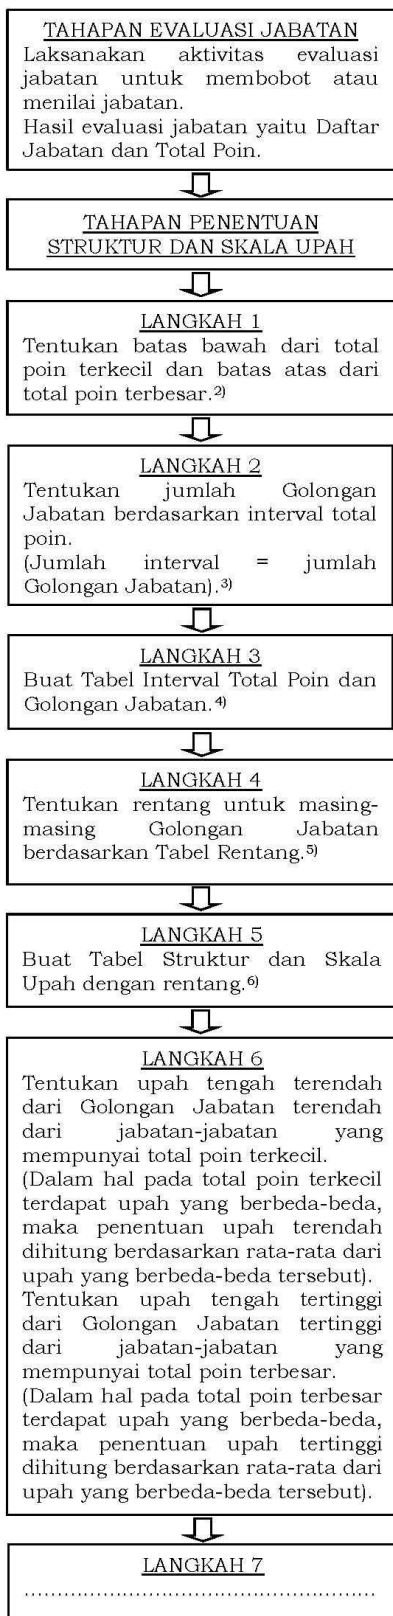 TAHAPAN EVALUASI JABATAN
Laksanakan aktivitas evaluasi
jabatan untuk membobot atau
menilai jabatan.
Hasil evaluasi jabatan yaitu Daftar
Jabatan dan Total Poin.
TAHAPAN PENENTUAN
STRUKTUR DAN SKALA UPAH
LANGKAH 1
Tentukan batas bawah dari total
poin terkecil dan batas atas dari
total poin terbesar.²⁾
LANGKAH 2
Tentukan jumlah Golongan
Jabatan berdasarkan interval total
poin.
(Jumlah interval = jumlah
Golongan Jabatan).³⁾
LANGKAH 3
Buat Tabel Interval Total Poin dan
Golongan Jabatan.⁴⁾
LANGKAH 4
Tentukan rentang untuk masing-
masing Golongan Jabatan
berdasarkan Tabel Rentang.⁵⁾
LANGKAH 5
Buat Tabel Struktur dan Skala
Upah dengan rentang.⁶⁾
LANGKAH 6
Tentukan upah tengah terendah
dari Golongan Jabatan terendah
dari jabatan-jabatan yang
mempunyai total poin terkecil.
(Dalam hal pada total poin terkecil
terdapat upah yang berbeda-beda,
maka penentuan upah terendah
dihitung berdasarkan rata-rata dari
upah yang berbeda-beda tersebut).
Tentukan upah tengah tertinggi
dari Golongan Jabatan tertinggi
dari jabatan-jabatan yang
mempunyai total poin terbesar.
(Dalam hal pada total poin terbesar
terdapat upah yang berbeda-beda,
maka penentuan upah tertinggi
dihitung berdasarkan rata-rata dari
upah yang berbeda-beda tersebut).
LANGKAH 7
......................................................